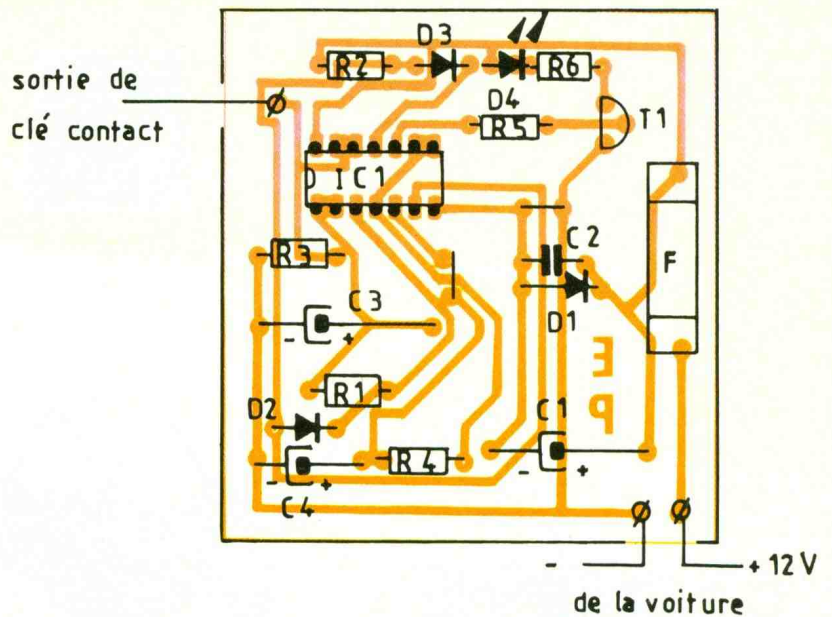 sortie de
clé contact
D3
R2
R6
D4
R5
T1
IC1
R3
C2
F
C3
D1
E
P
R1
D2
C1
R4
-
+
-
+
-
+
C4
-
+ 12 V
de la voiture